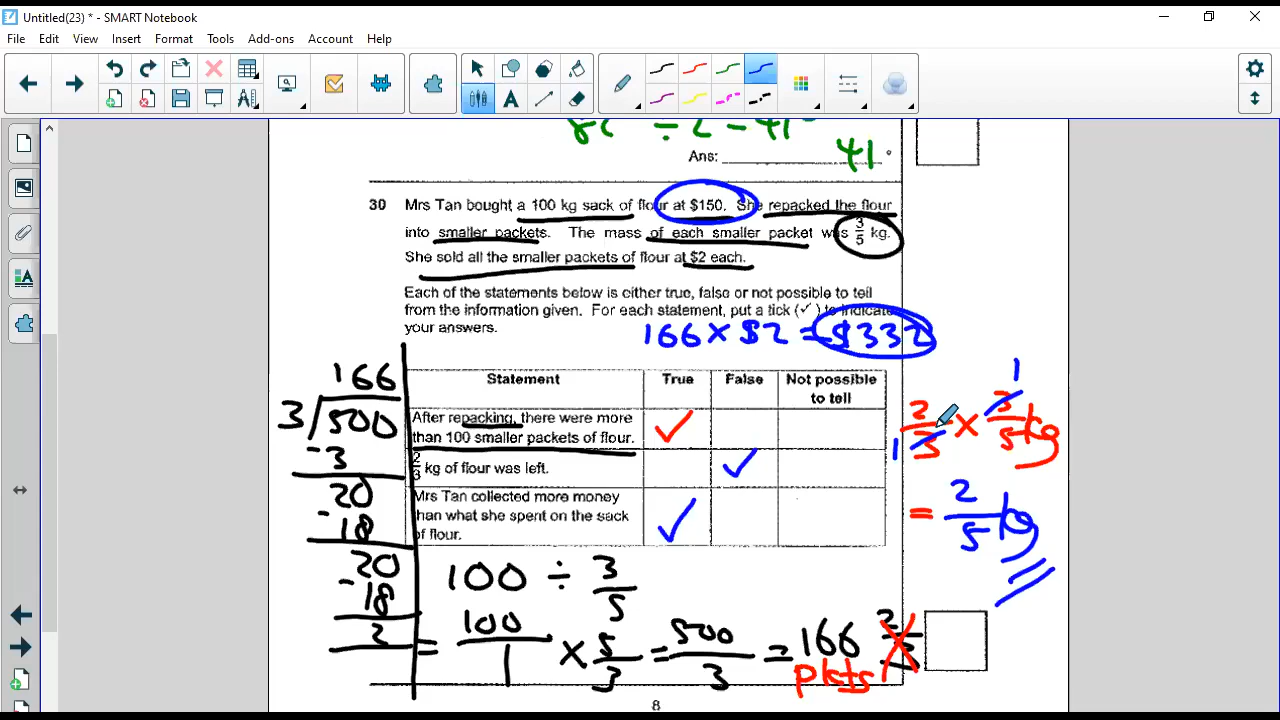 Untitled(23) * - SMART Notebook
File Edit View Insert Format Tools Add-ons Account Help
82 ÷ 2 = 41°
Ans: 41 °
30 Mrs Tan bought a 100 kg sack of flour at $150. She repacked the flour
into smaller packets. The mass of each smaller packet was 3/5 kg.
She sold all the smaller packets of flour at $2 each.
Each of the statements below is either true, false or not possible to tell
from the information given. For each statement, put a tick (✓) to indicate
your answers.
166 × $2 = $332
Statement True False Not possible
to tell
After repacking, there were more
than 100 smaller packets of flour. ✓
2/3 kg of flour was left. ✓
Mrs Tan collected more money
than what she spent on the sack
of flour. ✓
166
3 500
-3
20
-18
20
-18
2
1
2/3 × 3/5 kg
1
= 2/5 kg
100 ÷ 3/5
= 100/1 × 5/3 = 500/3 = 166 2/3
pkts
8